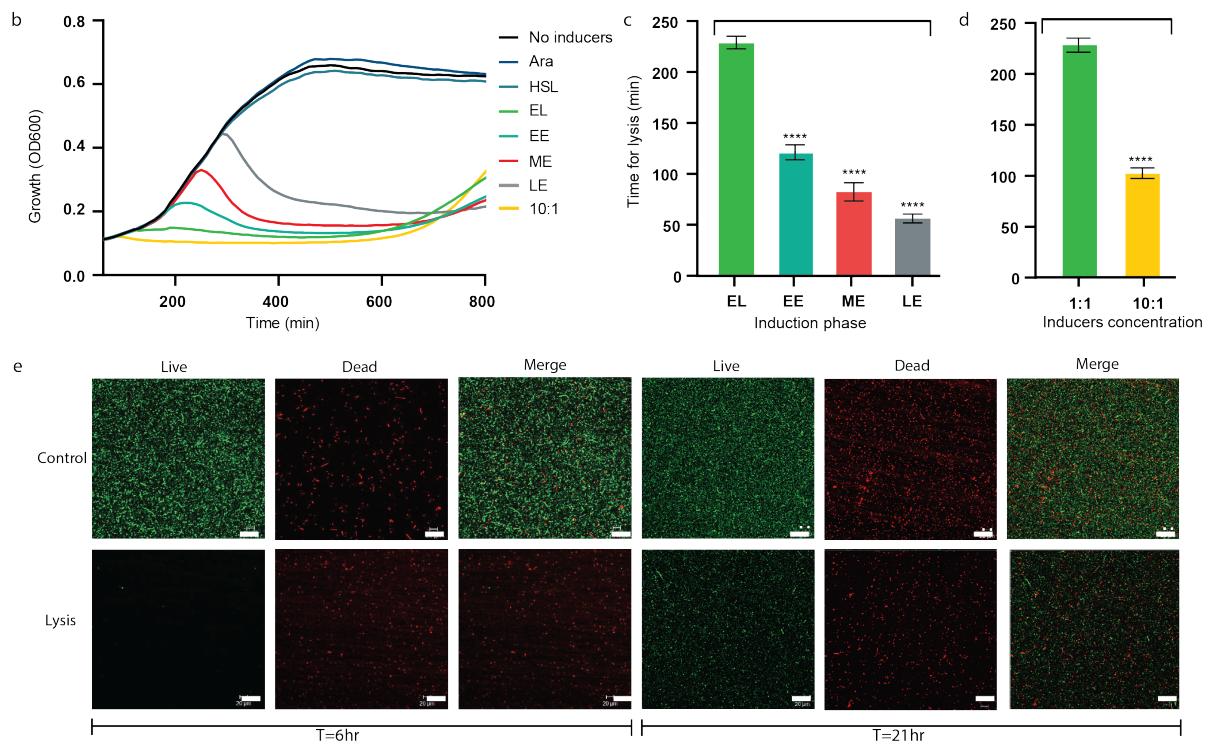 b
Growth (OD600)
0.8
0.6
0.4
0.2
0.0
200
400
600
800
Time (min)
No inducers
Ara
HSL
EL
EE
ME
LE
10:1
c
Time for lysis (min)
250
200
150
100
50
0
****
****
****
EL
EE
ME
LE
Induction phase
d
250
200
150
100
50
0
****
1:1
10:1
Inducers concentration
e
Live
Dead
Merge
Live
Dead
Merge
Control
Lysis
20 µm
20 µm
20 µm
20 µm
T=6hr
T=21hr